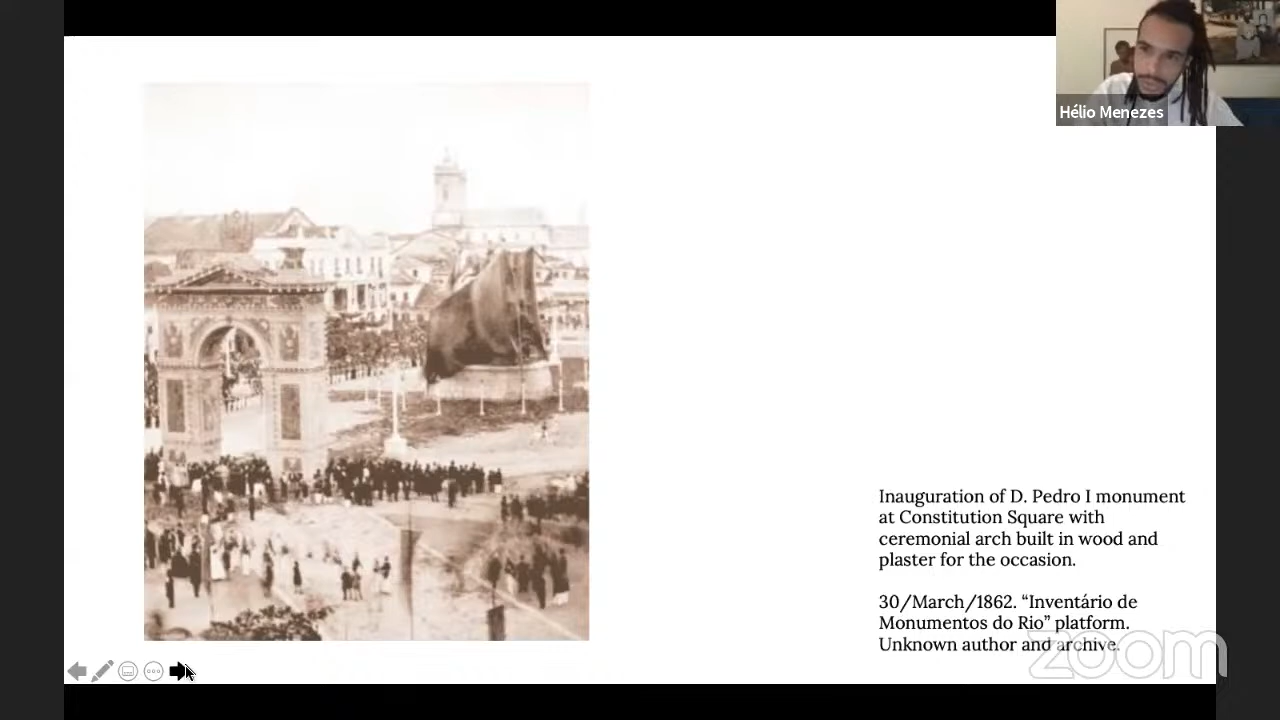 Hélio Menezes
Inauguration of D. Pedro I monument
at Constitution Square with
ceremonial arch built in wood and
plaster for the occasion.
30/March/1862. “Inventário de
Monumentos do Rio” platform.
Unknown author and archive.
zoom